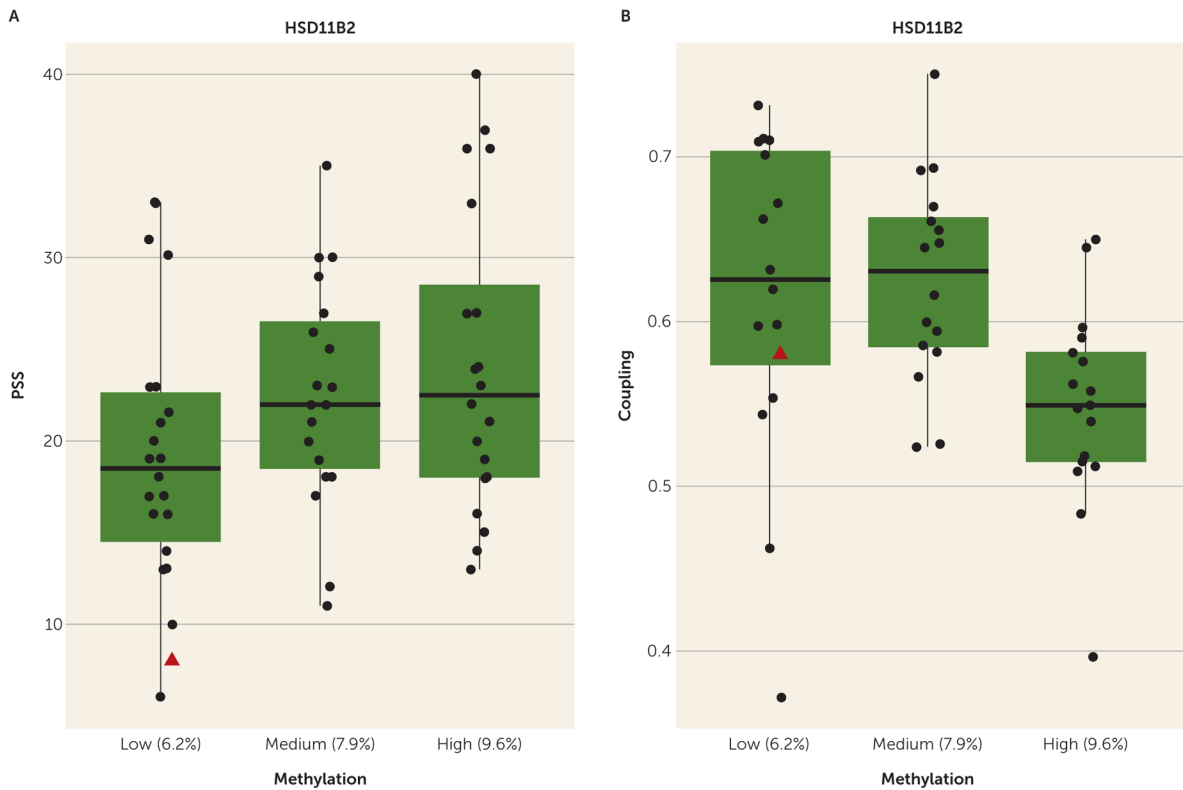 A
HSD11B2
PSS
40
30
20
10
Low (6.2%)
Medium (7.9%)
High (9.6%)
Methylation
B
HSD11B2
Coupling
0.7
0.6
0.5
0.4
Low (6.2%)
Medium (7.9%)
High (9.6%)
Methylation